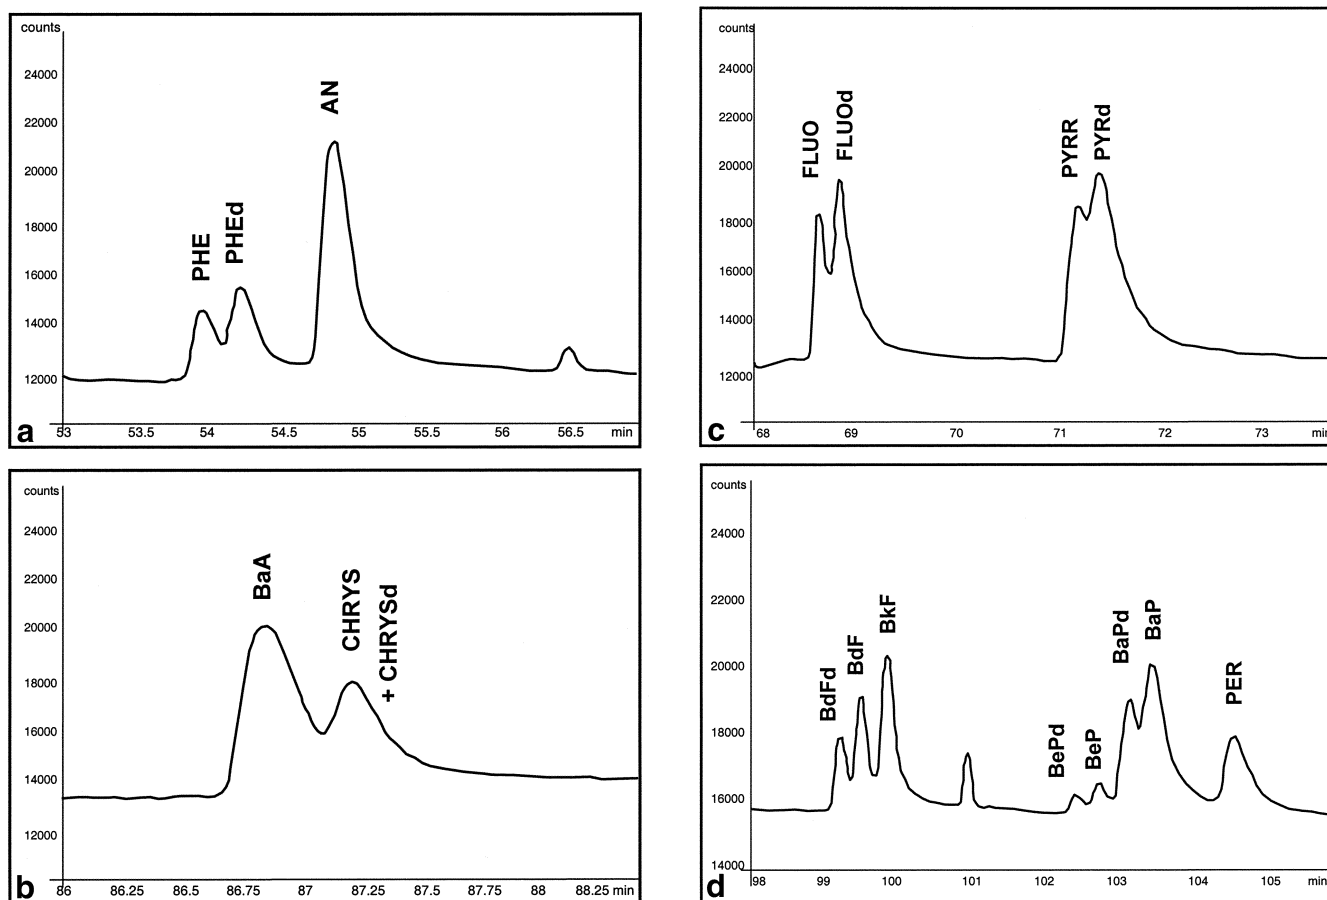 counts
24000
22000
20000
18000
16000
14000
12000
PHE
PHEd
AN
53 53.5 54 54.5 55 55.5 56 56.5 min
a
counts
24000
22000
20000
18000
16000
14000
12000
FLUO
FLUOd
PYRR
PYRd
68 69 70 71 72 73 min
c
counts
24000
22000
20000
18000
16000
14000
12000
BaA
CHRYS
+ CHRYSd
86 86.25 86.5 86.75 87 87.25 87.5 87.75 88 88.25 min
b
counts
24000
22000
20000
18000
16000
14000
BdFd
BdF
BkF
BePd
BeP
BaPd
BaP
PER
98 99 100 101 102 103 104 105 min
d